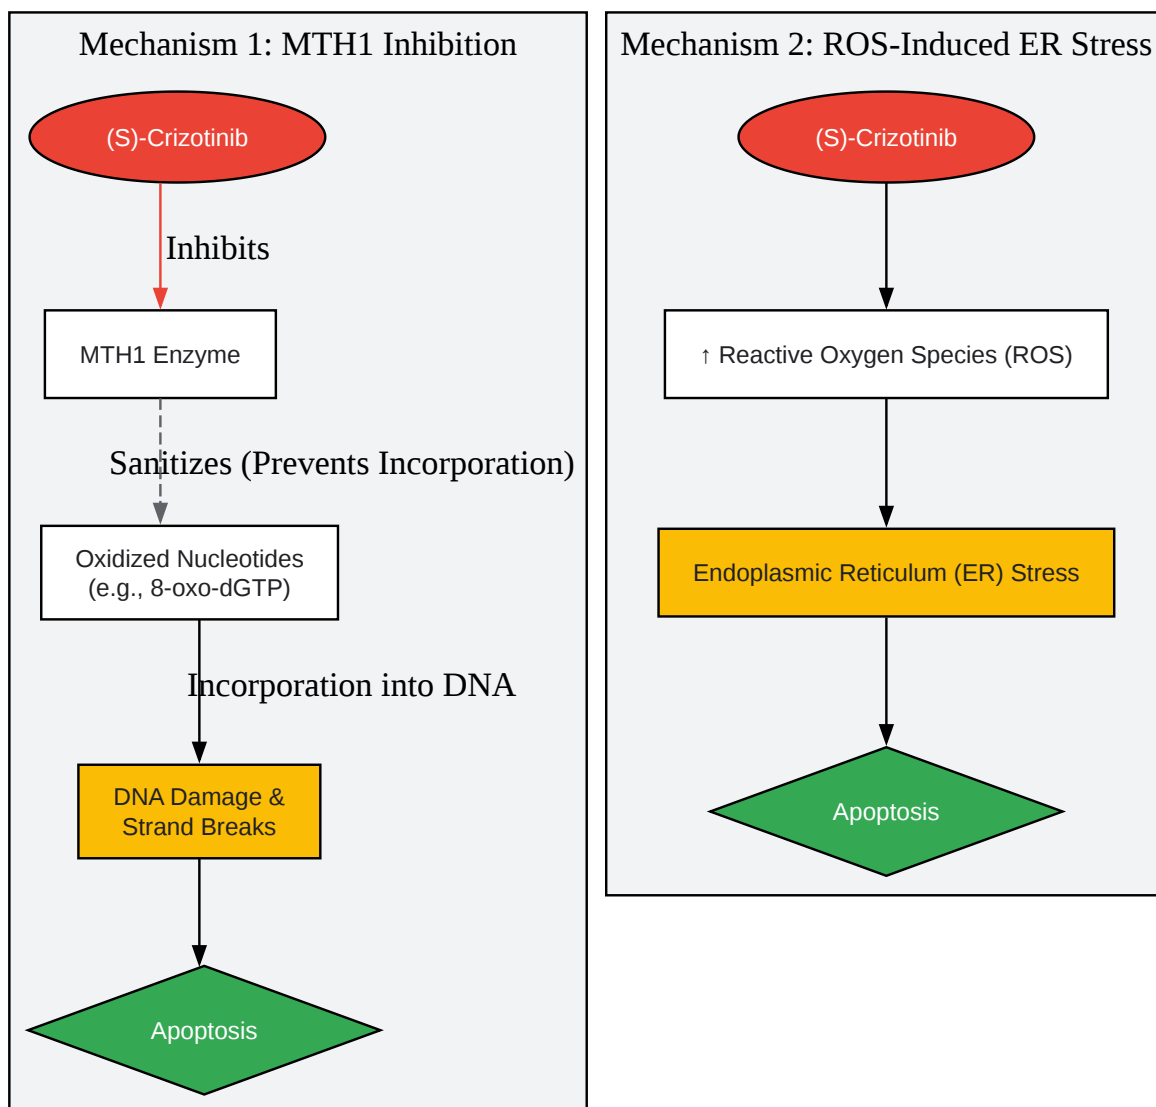 Mechanism 1: MTH1 Inhibition
(S)-Crizotinib
Inhibits
MTH1 Enzyme
Sanitizes (Prevents Incorporation)
Oxidized Nucleotides
(e.g., 8-oxo-dGTP)
Incorporation into DNA
DNA Damage &
Strand Breaks
Apoptosis
Mechanism 2: ROS-Induced ER Stress
(S)-Crizotinib
↑ Reactive Oxygen Species (ROS)
Endoplasmic Reticulum (ER) Stress
Apoptosis